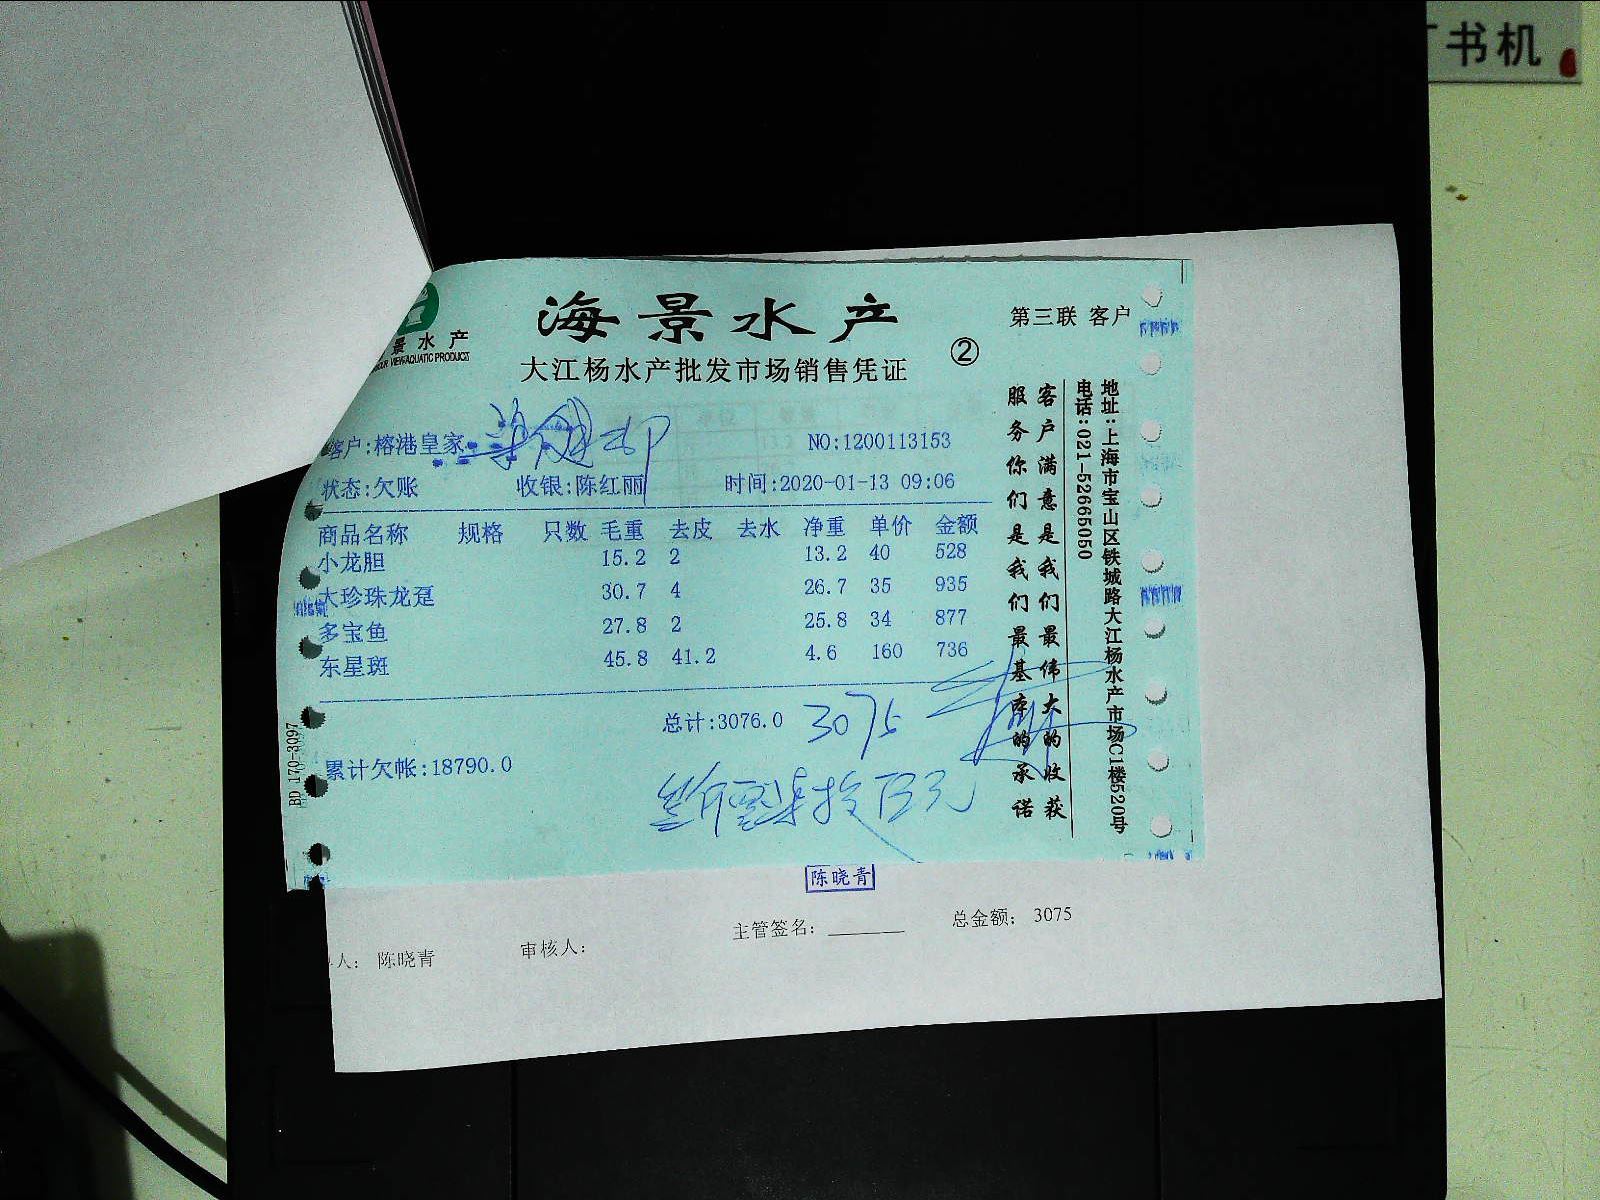 书机
海景水产
第三联 客户
景水产
VIEW AQUATIC PRODUCT
大江杨水产批发市场销售凭证
②
客户:榕港皇家
NO:1200113153
状态:欠账 收银:陈红丽 时间:2020-01-13 09:06
商品名称 规格 只数 毛重 去皮 去水 净重 单价 金额
小龙胆 15.2 2 13.2 40 528
大珍珠龙趸 30.7 4 26.7 35 935
多宝鱼 27.8 2 25.8 34 877
东星斑 45.8 41.2 4.6 160 736
总计:3076.0 3075
累计欠帐:18790.0
客户满意是我们最伟大的收获
服务你们是我们最基本的承诺
地址:上海市宝山区铁城路大江杨水产市场C1楼520号
电话:021-52665050
BD 170-3097
陈晓青
人: 陈晓青 审核人: 主管签名: 总金额: 3075